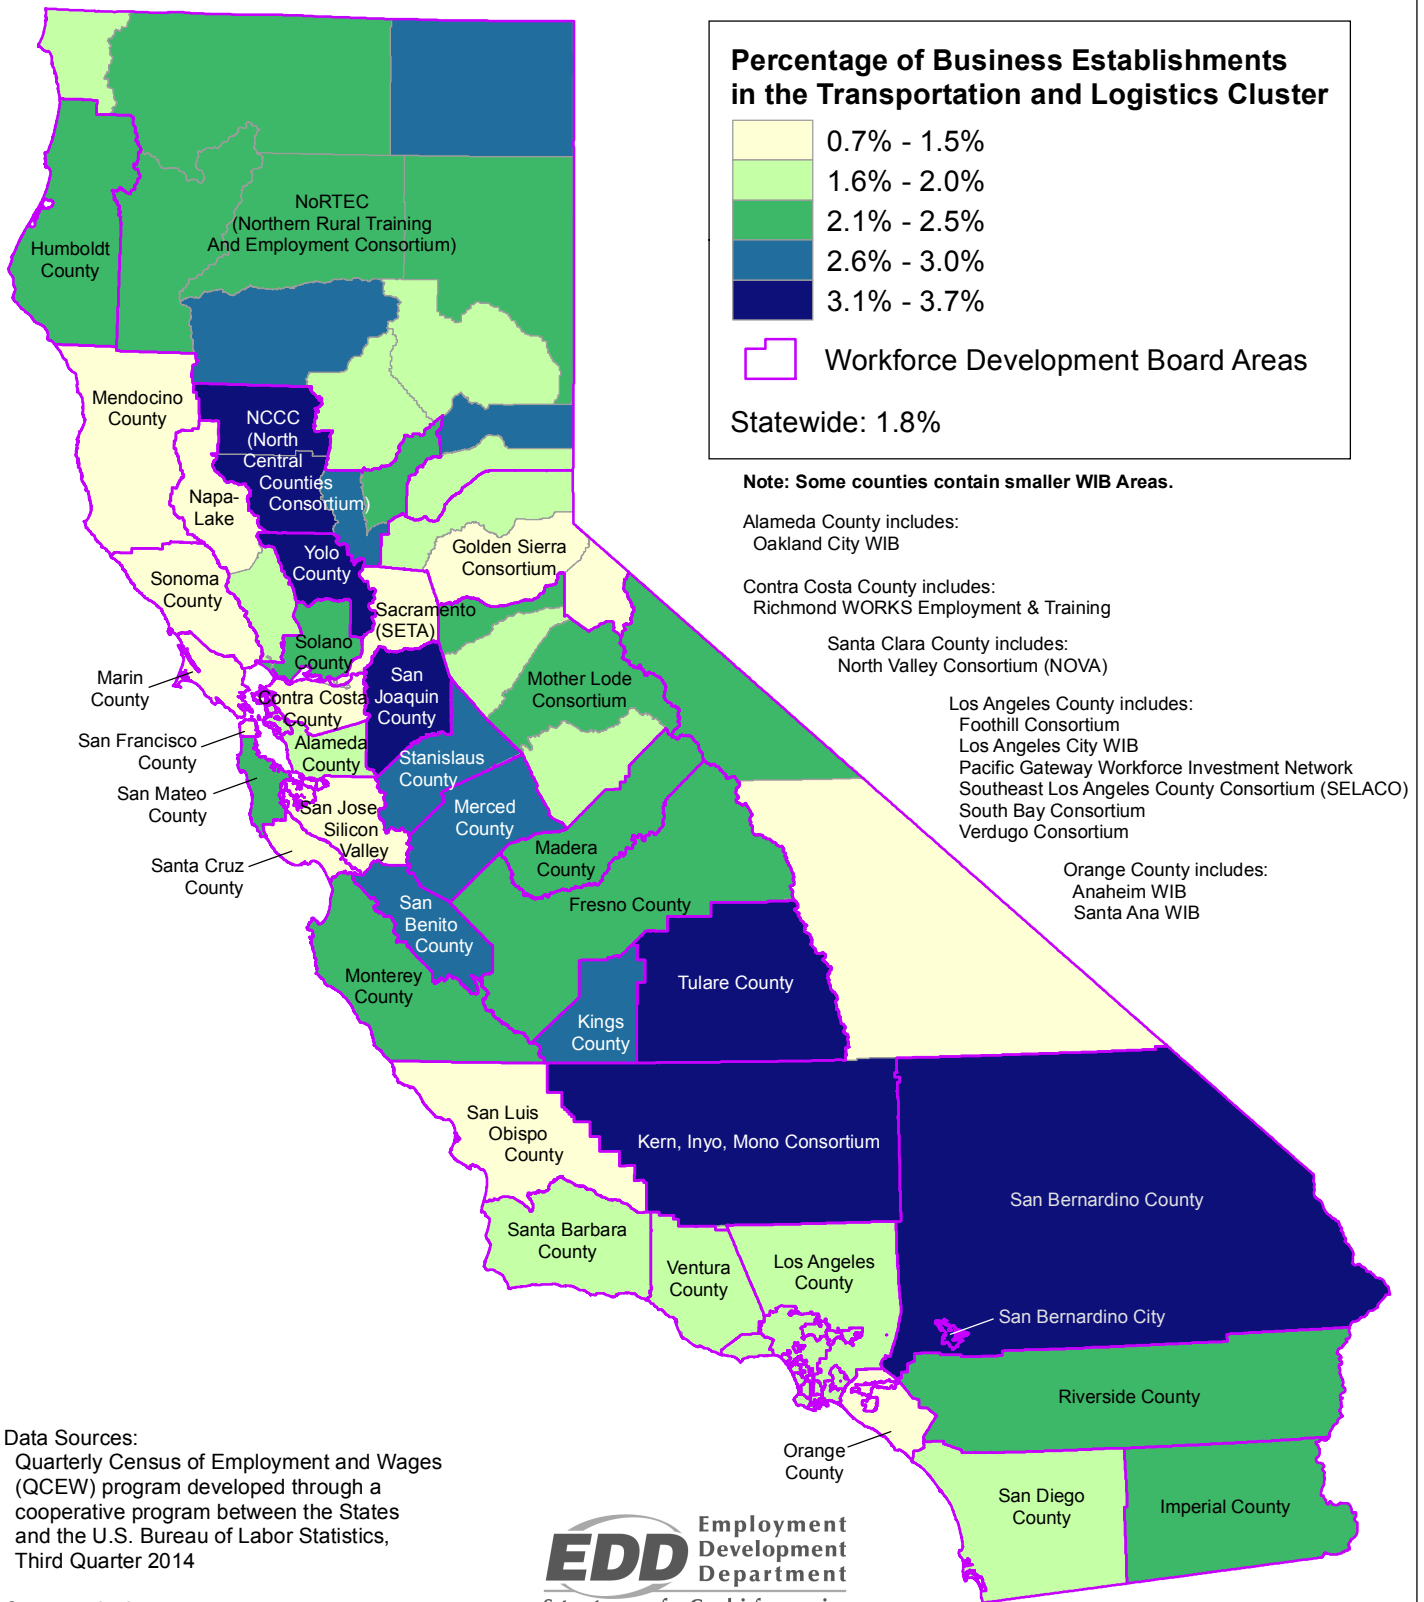 Percentage of Business Establishments
in the Transportation and Logistics Cluster
0.7% - 1.5%
1.6% - 2.0%
2.1% - 2.5%
2.6% - 3.0%
3.1% - 3.7%
Workforce Development Board Areas
Statewide: 1.8%
Note: Some counties contain smaller WIB Areas.
Alameda County includes:
Oakland City WIB
Contra Costa County includes:
Richmond WORKS Employment & Training
Santa Clara County includes:
North Valley Consortium (NOVA)
Los Angeles County includes:
Foothill Consortium
Los Angeles City WIB
Pacific Gateway Workforce Investment Network
Southeast Los Angeles County Consortium (SELACO)
South Bay Consortium
Verdugo Consortium
Orange County includes:
Anaheim WIB
Santa Ana WIB
NoRTEC
(Northern Rural Training
And Employment Consortium)
Humboldt
County
Mendocino
County
NCCC
(North
Central
Counties
Consortium)
Napa-
Lake
Yolo
County
Golden Sierra
Consortium
Sonoma
County
Sacramento
(SETA)
Solano
County
Marin
County
Contra Costa
County
San
Joaquin
County
Mother Lode
Consortium
San Francisco
County
Alameda
County
Stanislaus
County
San Mateo
County
San Jose
Silicon
Valley
Merced
County
Santa Cruz
County
Madera
County
San
Benito
County
Fresno County
Monterey
County
Tulare County
Kings
County
San Luis
Obispo
County
Kern, Inyo, Mono Consortium
San Bernardino County
Santa Barbara
County
Ventura
County
Los Angeles
County
San Bernardino City
Riverside County
Orange
County
San Diego
County
Imperial County
Data Sources:
Quarterly Census of Employment and Wages
(QCEW) program developed through a
cooperative program between the States
and the U.S. Bureau of Labor Statistics,
Third Quarter 2014
EDD
Employment
Development
Department